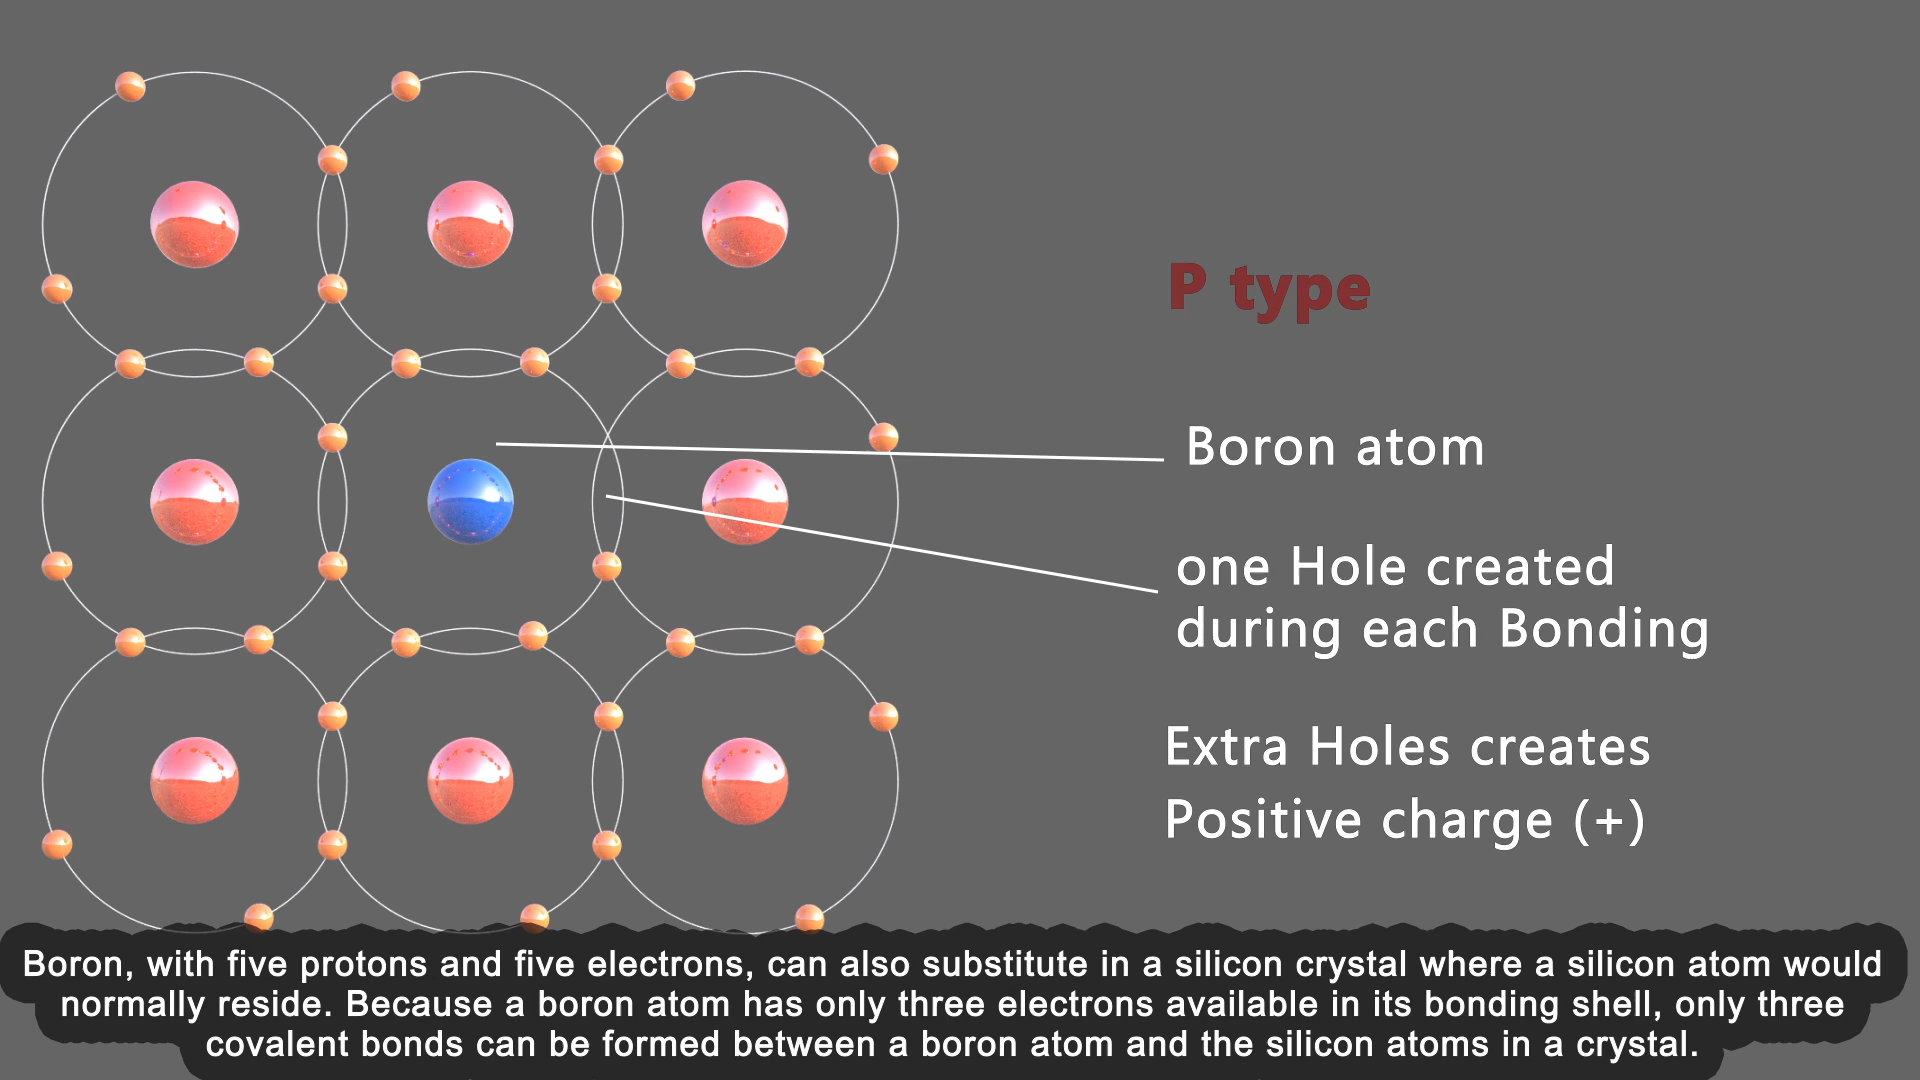 P type
Boron atom
one Hole created
during each Bonding
Extra Holes creates
Positive charge (+)
Boron, with five protons and five electrons, can also substitute in a silicon crystal where a silicon atom would
normally reside. Because a boron atom has only three electrons available in its bonding shell, only three
covalent bonds can be formed between a boron atom and the silicon atoms in a crystal.